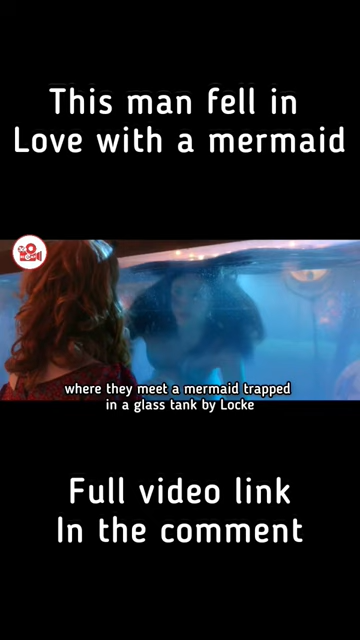 This man fell in
Love with a mermaid
where they meet a mermaid trapped
in a glass tank by Locke
Full video link
In the comment